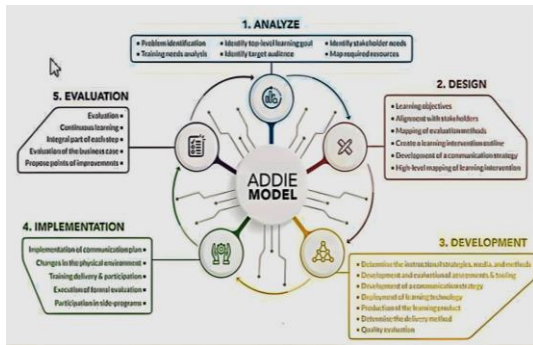 1. ANALYZE
• Problem identification
• Training needs analysis
• Identify top-level learning goal
• Identify target audience
• Identify stakeholder needs
• Map required resources
2. DESIGN
• Learning objectives
• Alignment with stakeholders
• Mapping of evaluation methods
• Create a learning intervention outline
• Development of a communication strategy
• High-level mapping of learning intervention
3. DEVELOPMENT
• Determine the instructional strategies, media, and methods
• Development and evaluation of assessments & tooling
• Development of a communication strategy
• Deployment of learning technology
• Production of the learning product
• Determine the delivery method
• Quality evaluation
4. IMPLEMENTATION
Implementation of communication plan •
Changes in the physical environment •
Training delivery & participation •
Execution of formal evaluation •
Participation in side-programs •
5. EVALUATION
Evaluation •
Continuous learning •
Integral part of each step •
Evaluation of the business case •
Propose points of improvements •
ADDIE
MODEL